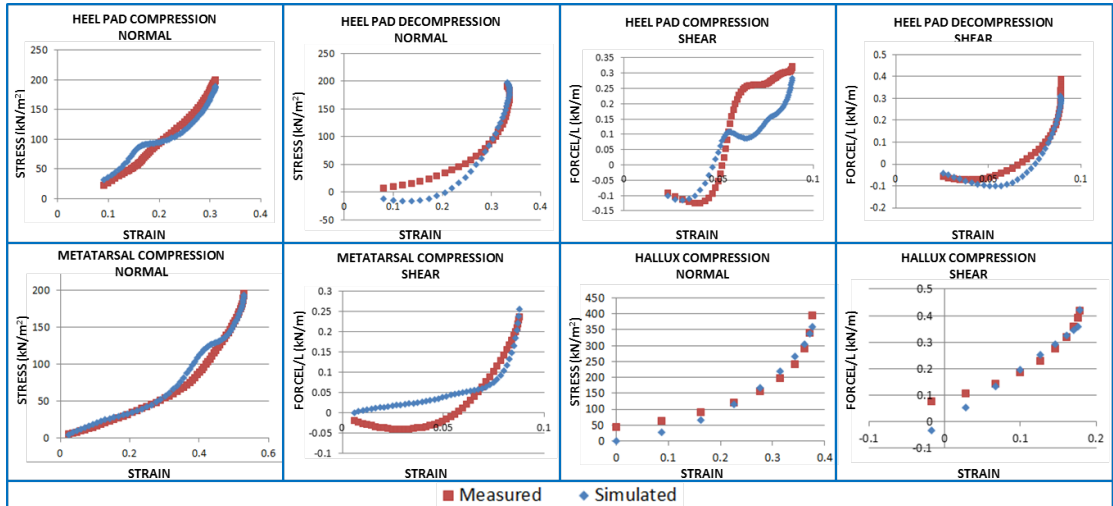 HEEL PAD COMPRESSION
NORMAL
STRESS (kN/m²)
250
200
150
100
50
0
0 0.1 0.2 0.3 0.4
STRAIN
HEEL PAD DECOMPRESSION
NORMAL
STRESS (kN/m²)
250
200
150
100
50
0
-50
0 0.1 0.2 0.3 0.4
STRAIN
HEEL PAD COMPRESSION
SHEAR
FORCEL/L (kN/m)
0.35
0.3
0.25
0.2
0.15
0.1
0.05
0
-0.05
-0.1
-0.15
0 0.05 0.1
STRAIN
HEEL PAD DECOMPRESSION
SHEAR
FORCEL/L (kN/m)
0.5
0.4
0.3
0.2
0.1
0
-0.1
-0.2
0 0.05 0.1
STRAIN
METATARSAL COMPRESSION
NORMAL
STRESS (kN/m²)
200
150
100
50
0
0 0.2 0.4 0.6
STRAIN
METATARSAL COMPRESSION
SHEAR
FORCEL/L (kN/m)
0.3
0.25
0.2
0.15
0.1
0.05
0
-0.05
-0.1
0 0.05 0.1
STRAIN
HALLUX COMPRESSION
NORMAL
STRESS (kN/m²)
450
400
350
300
250
200
150
100
50
0
0 0.1 0.2 0.3 0.4
STRAIN
HALLUX COMPRESSION
SHEAR
FORCEL/L (kN/m)
0.5
0.4
0.3
0.2
0.1
0
-0.1
-0.1 0 0.1 0.2
STRAIN
Measured Simulated